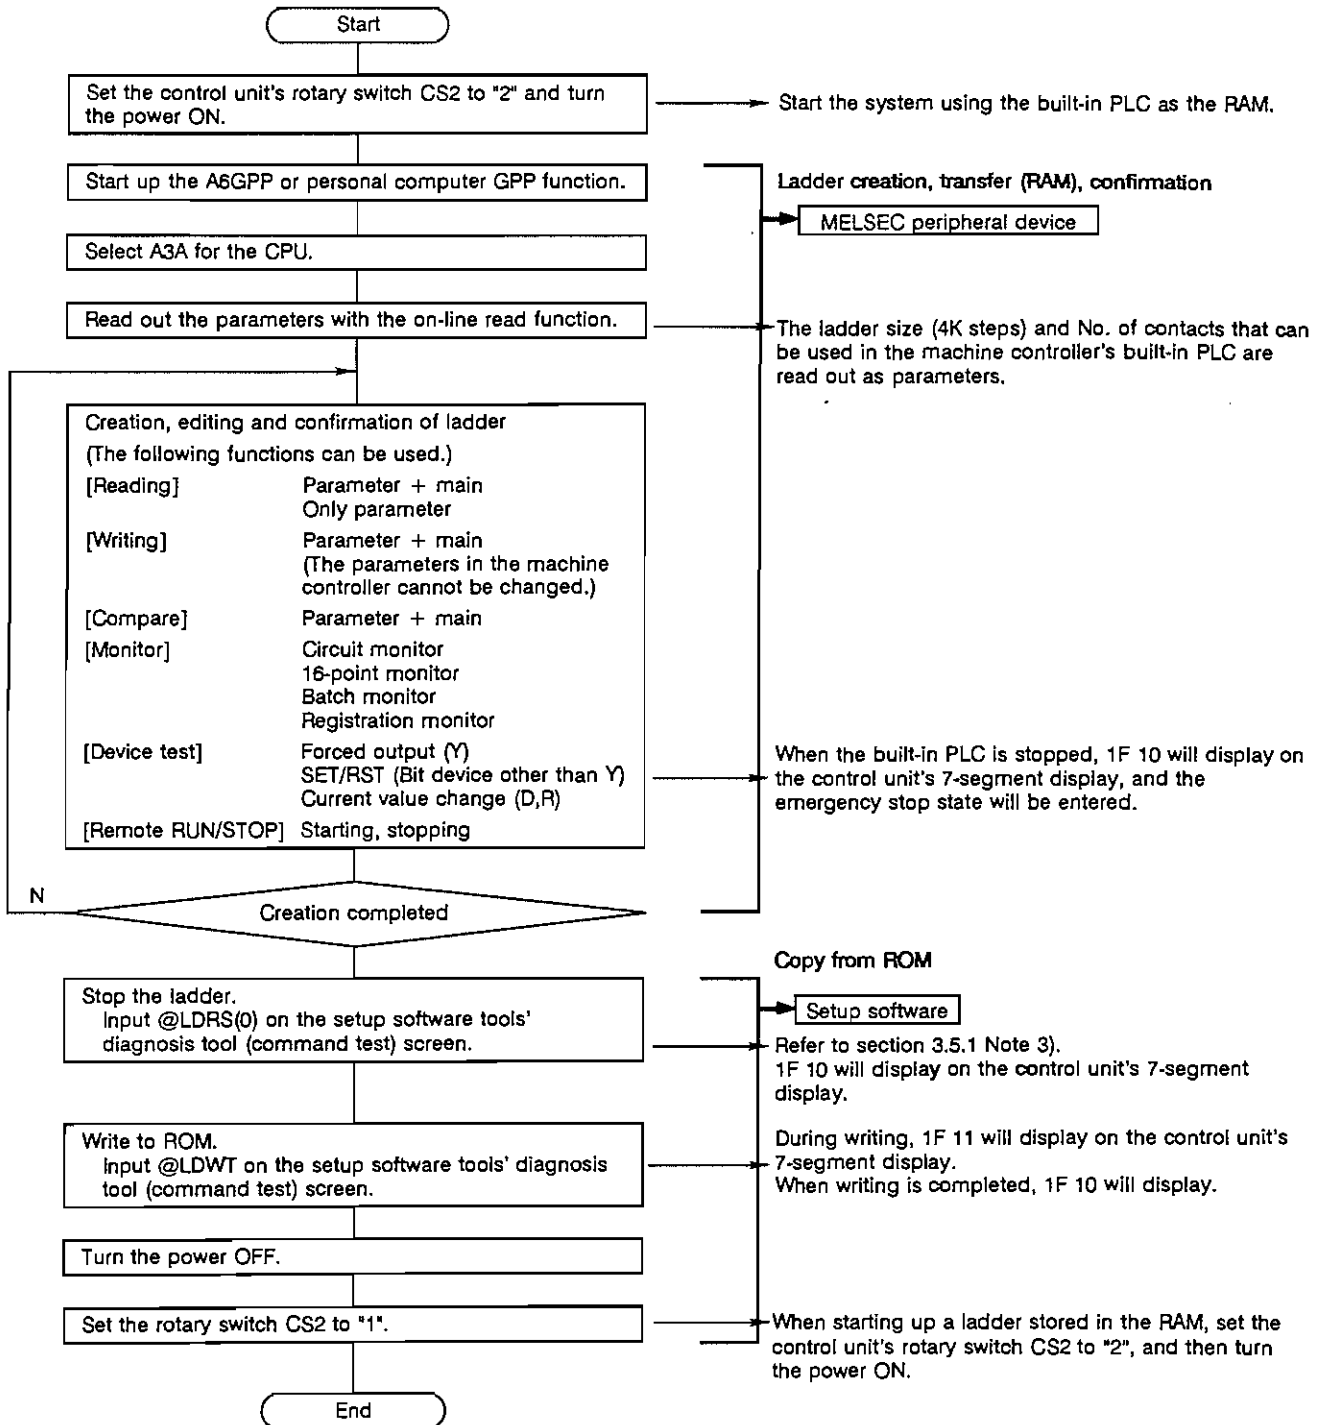 Start
Set the control unit's rotary switch CS2 to "2" and turn
the power ON.
Start the system using the built-in PLC as the RAM.
Start up the A6GPP or personal computer GPP function.
Ladder creation, transfer (RAM), confirmation
MELSEC peripheral device
Select A3A for the CPU.
Read out the parameters with the on-line read function.
The ladder size (4K steps) and No. of contacts that can
be used in the machine controller's built-in PLC are
read out as parameters.
Creation, editing and confirmation of ladder
(The following functions can be used.)
[Reading] Parameter + main
Only parameter
[Writing] Parameter + main
(The parameters in the machine
controller cannot be changed.)
[Compare] Parameter + main
[Monitor] Circuit monitor
16-point monitor
Batch monitor
Registration monitor
[Device test] Forced output (Y)
SET/RST (Bit device other than Y)
Current value change (D,R)
[Remote RUN/STOP] Starting, stopping
When the built-in PLC is stopped, 1F 10 will display on
the control unit's 7-segment display, and the
emergency stop state will be entered.
N
Creation completed
Copy from ROM
Setup software
Stop the ladder.
Input @LDRS(0) on the setup software tools'
diagnosis tool (command test) screen.
Refer to section 3.5.1 Note 3).
1F 10 will display on the control unit's 7-segment
display.
Write to ROM.
Input @LDWT on the setup software tools' diagnosis
tool (command test) screen.
During writing, 1F 11 will display on the control unit's
7-segment display.
When writing is completed, 1F 10 will display.
Turn the power OFF.
Set the rotary switch CS2 to "1".
When starting up a ladder stored in the RAM, set the
control unit's rotary switch CS2 to "2", and then turn
the power ON.
End